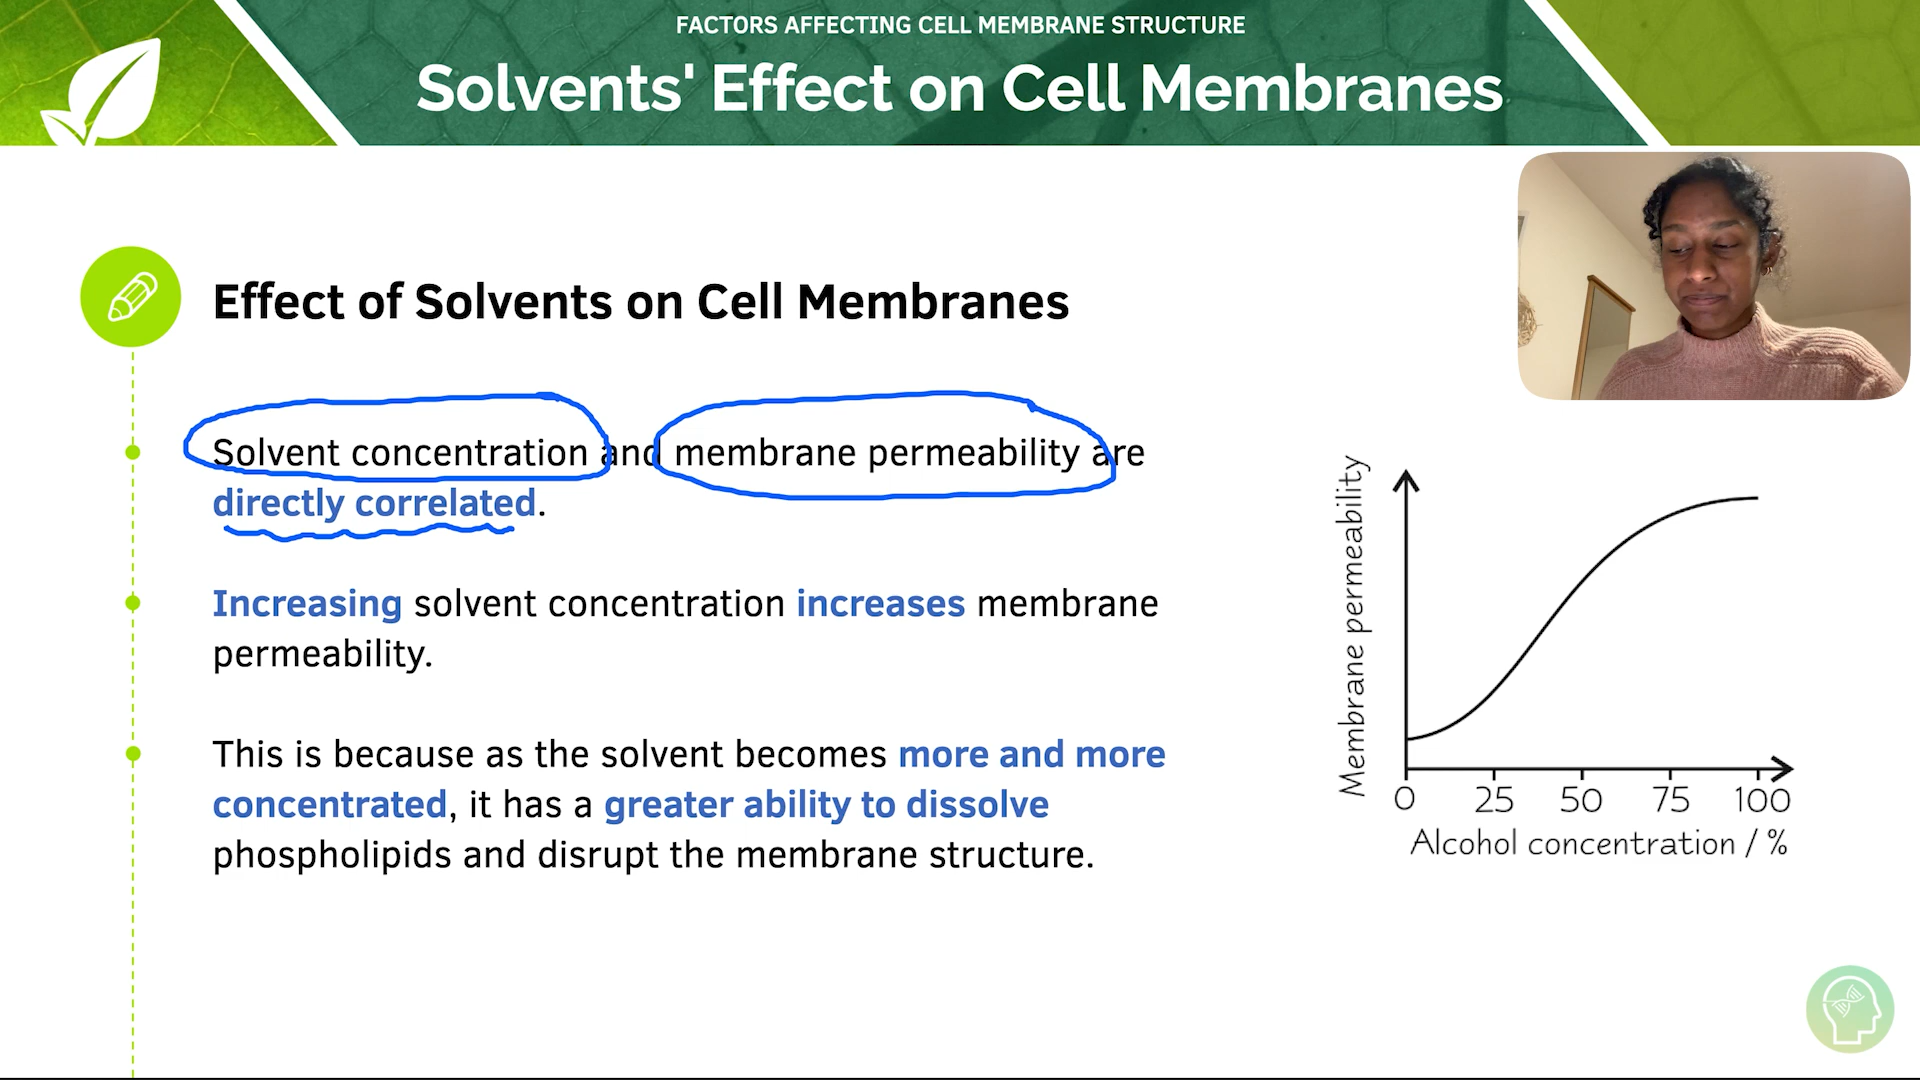 FACTORS AFFECTING CELL MEMBRANE STRUCTURE
Solvents' Effect on Cell Membranes
Effect of Solvents on Cell Membranes
Solvent concentration and membrane permeability are
directly correlated.
Increasing solvent concentration increases membrane
permeability.
This is because as the solvent becomes more and more
concentrated, it has a greater ability to dissolve
phospholipids and disrupt the membrane structure.
Membrane permeability
0 25 50 75 100
Alcohol concentration / %